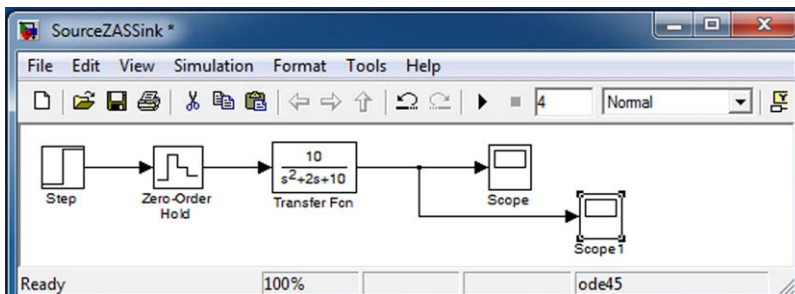 SourceZASSink *
File Edit View Simulation Format Tools Help
4 Normal
10
s²+2s+10
Step
Zero-Order
Hold
Transfer Fcn
Scope
Scope1
Ready 100% ode45